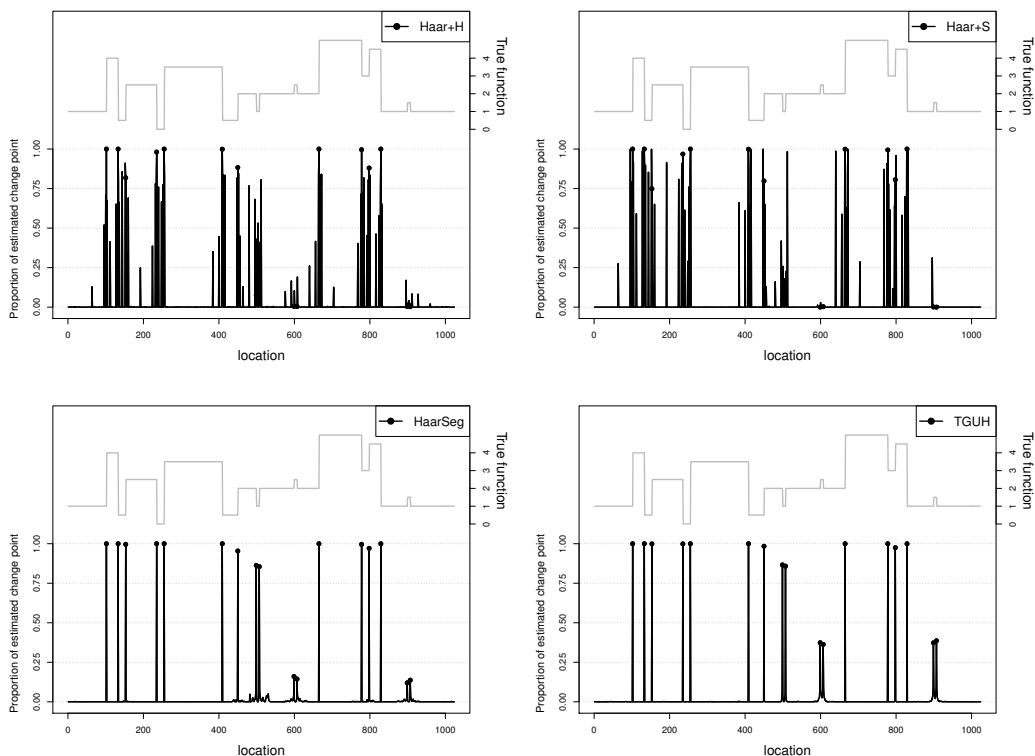 Haar+H
True function
0 1 2 3 4
Proportion of estimated change point
0.00 0.25 0.50 0.75 1.00
0 200 400 600 800 1000
location
Haar+S
True function
0 1 2 3 4
Proportion of estimated change point
0.00 0.25 0.50 0.75 1.00
0 200 400 600 800 1000
location
HaarSeg
True function
0 1 2 3 4
Proportion of estimated change point
0.00 0.25 0.50 0.75 1.00
0 200 400 600 800 1000
location
TGUH
True function
0 1 2 3 4
Proportion of estimated change point
0.00 0.25 0.50 0.75 1.00
0 200 400 600 800 1000
location